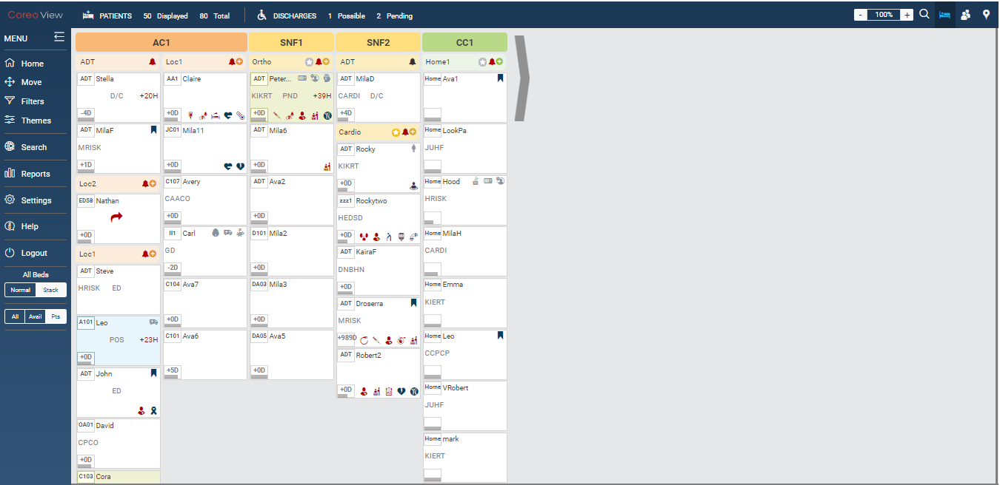 Coreo View
PATIENTS 50 Displayed 80 Total
DISCHARGES 1 Possible 2 Pending
- 100% +
MENU
Home
Move
Filters
Themes
Search
Reports
Settings
Help
Logout
All Beds
Normal Stack
All Avail Pts
AC1
ADT
ADT Stella
D/C +20H
-4D
ADT MilaF
MRISK
+1D
Loc2
ED58 Nathan
+0D
Loc1
ADT Steve
HRISK ED
A101 Leo
POS +23H
+0D
ADT John
ED
OA01 David
CPCO
+0D
C103 Cora
Loc1
AA1 Claire
+0D
JC01 Mila11
+0D
C107 Avery
CAACO
+0D
II1 Carl
GD
-2D
C104 Ava7
+0D
C101 Ava6
+5D
SNF1
Ortho
ADT Peter...
KIKRT PND +39H
+0D
ADT Mila6
+0D
ADT Ava2
+0D
D101 Mila2
+0D
DA03 Mila3
+0D
DA05 Ava5
+0D
SNF2
ADT
ADT MilaD
CARDI D/C
+4D
Cardio
ADT Rocky
KIKRT
+0D
zzz1 Rockytwo
HEDSD
+0D
ADT KairaF
DNBHN
+0D
ADT Droserra
MRISK
+989D
ADT Robert2
+0D
CC1
Home1
Home Ava1
Home LookPa
JUHF
Home Hood
HRISK
Home MilaH
CARDI
Home Emma
KIERT
Home Leo
CCPCP
Home VRobert
JUHF
Home mark
KIERT